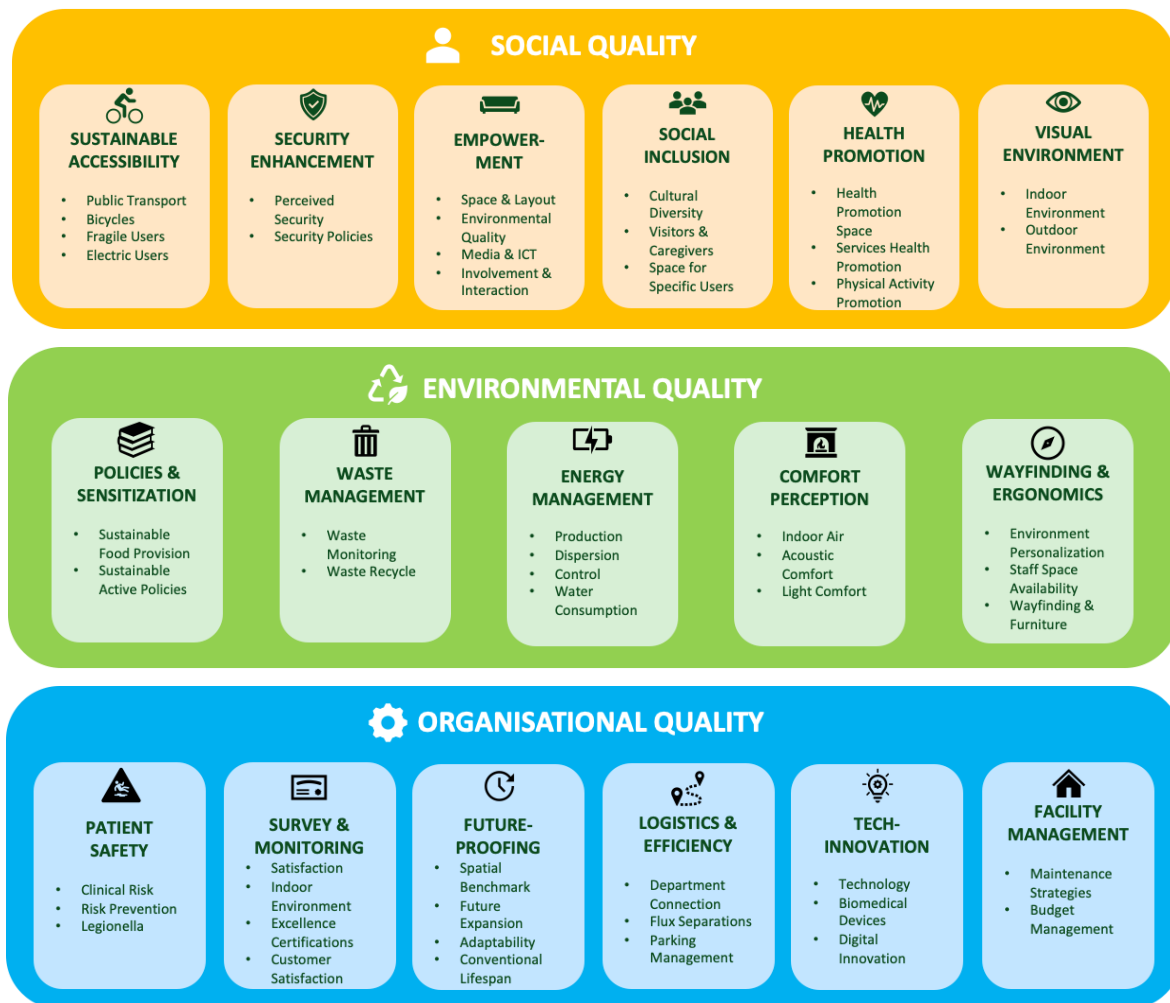 SOCIAL QUALITY
SUSTAINABLE
ACCESSIBILITY
• Public Transport
• Bicycles
• Fragile Users
• Electric Users
SECURITY
ENHANCEMENT
• Perceived
Security
• Security Policies
EMPOWER-
MENT
• Space & Layout
• Environmental
Quality
• Media & ICT
• Involvement &
Interaction
SOCIAL
INCLUSION
• Cultural
Diversity
• Visitors &
Caregivers
• Space for
Specific Users
HEALTH
PROMOTION
• Health
Promotion
Space
• Services Health
Promotion
• Physical Activity
Promotion
VISUAL
ENVIRONMENT
• Indoor
Environment
• Outdoor
Environment
ENVIRONMENTAL QUALITY
POLICIES &
SENSITIZATION
• Sustainable
Food Provision
• Sustainable
Active Policies
WASTE
MANAGEMENT
• Waste
Monitoring
• Waste Recycle
ENERGY
MANAGEMENT
• Production
• Dispersion
• Control
• Water
Consumption
COMFORT
PERCEPTION
• Indoor Air
• Acoustic
Comfort
• Light Comfort
WAYFINDING &
ERGONOMICS
• Environment
Personalization
• Staff Space
Availability
• Wayfinding &
Furniture
ORGANISATIONAL QUALITY
PATIENT
SAFETY
• Clinical Risk
• Risk Prevention
• Legionella
SURVEY &
MONITORING
• Satisfaction
• Indoor
Environment
• Excellence
Certifications
• Customer
Satisfaction
FUTURE-
PROOFING
• Spatial
Benchmark
• Future
Expansion
• Adaptability
• Conventional
Lifespan
LOGISTICS &
EFFICIENCY
• Department
Connection
• Flux Separations
• Parking
Management
TECH-
INNOVATION
• Technology
• Biomedical
Devices
• Digital
Innovation
FACILITY
MANAGEMENT
• Maintenance
Strategies
• Budget
Management